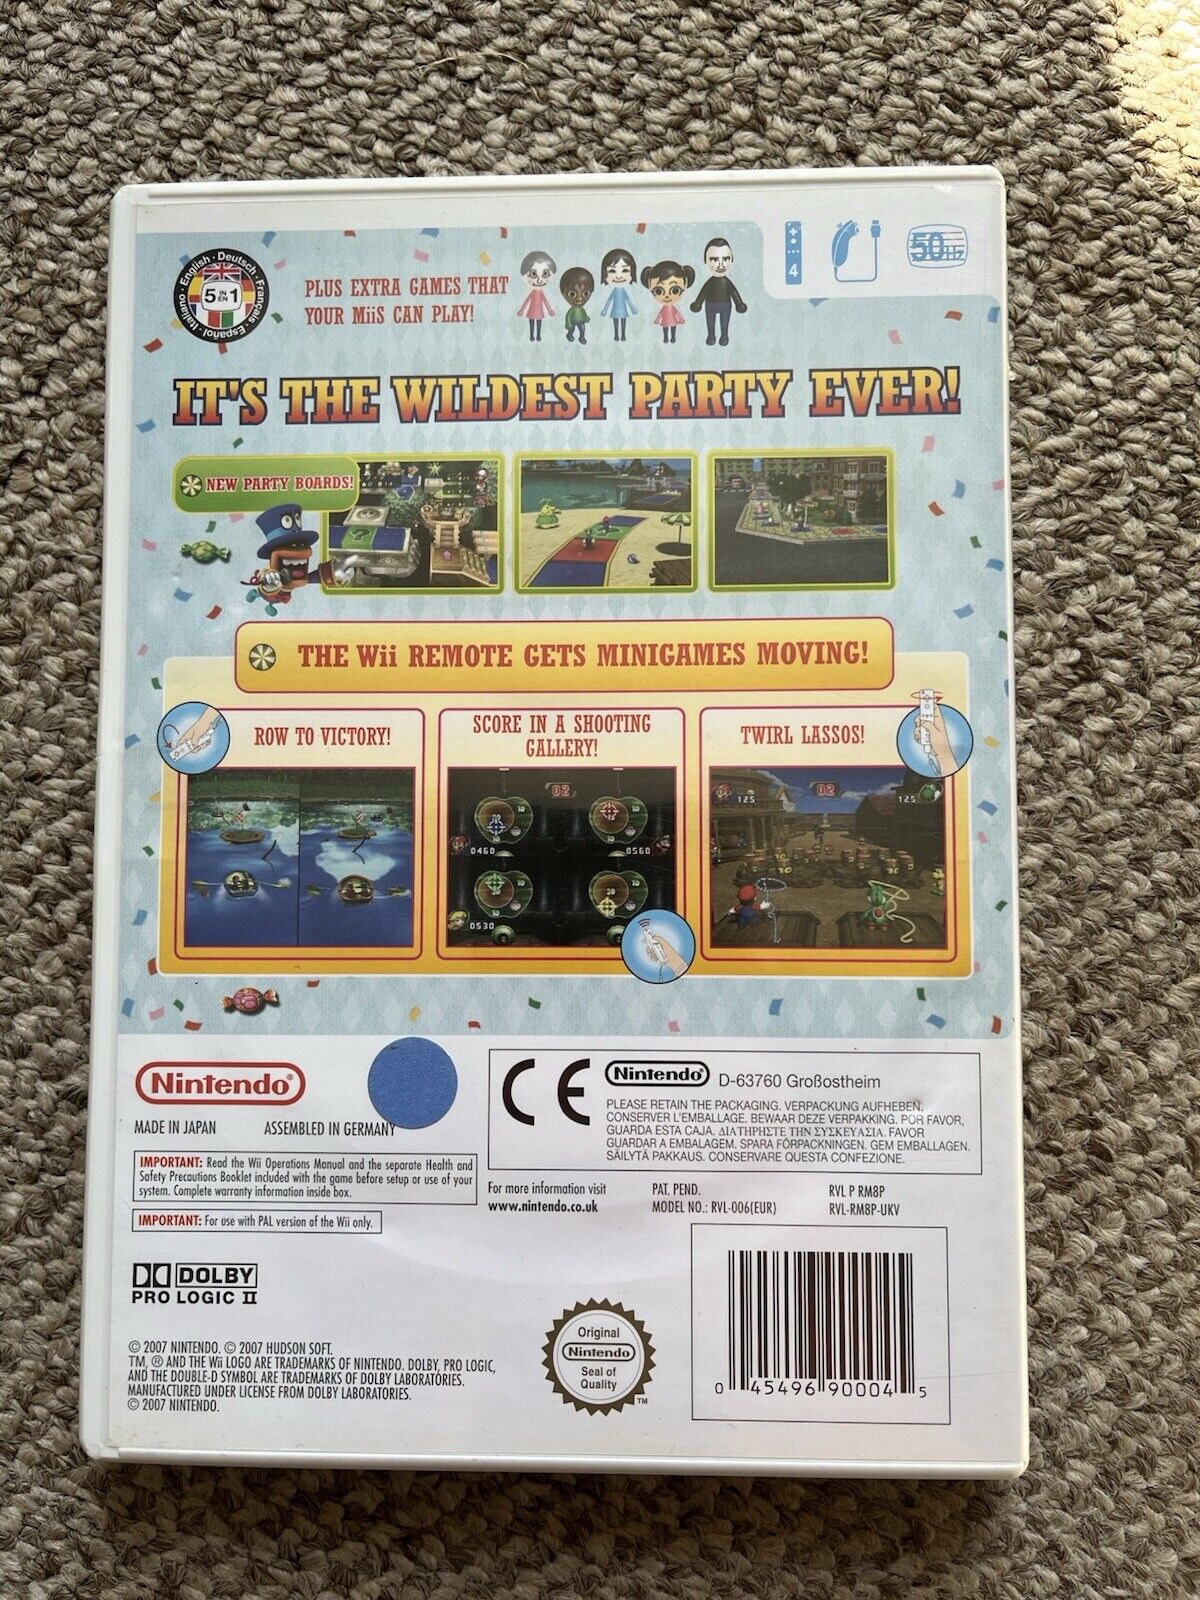 English · Deutsch · Français · Español · Italiano
5 IN EN 1
PLUS EXTRA GAMES THAT
YOUR MiiS CAN PLAY!
4
50Hz
IT'S THE WILDEST PARTY EVER!
NEW PARTY BOARDS!
THE Wii REMOTE GETS MINIGAMES MOVING!
ROW TO VICTORY!
SCORE IN A SHOOTING
GALLERY!
TWIRL LASSOS!
02
0460
0560
0530
125
02
125
Nintendo®
MADE IN JAPAN
ASSEMBLED IN GERMANY
IMPORTANT: Read the Wii Operations Manual and the separate Health and
Safety Precautions Booklet included with the game before setup or use of your
system. Complete warranty information inside box.
IMPORTANT: For use with PAL version of the Wii only.
CE
Nintendo®
D-63760 Großostheim
PLEASE RETAIN THE PACKAGING. VERPACKUNG AUFHEBEN.
CONSERVER L'EMBALLAGE. BEWAAR DEZE VERPAKKING. POR FAVOR,
GUARDA ESTA CAJA. ΔΙΑΤΗΡΗΣΤΕ ΤΗΝ ΣΥΣΚΕΥΑΣΙΑ. FAVOR
GUARDAR A EMBALAGEM. SPARA FÖRPACKNINGEN. GEM EMBALLAGEN.
SÄILYTÄ PAKKAUS. CONSERVARE QUESTA CONFEZIONE.
For more information visit
www.nintendo.co.uk
PAT. PEND.
MODEL NO.: RVL-006(EUR)
RVL P RM8P
RVL-RM8P-UKV
DOLBY
PRO LOGIC II
© 2007 NINTENDO. © 2007 HUDSON SOFT.
TM, ® AND THE Wii LOGO ARE TRADEMARKS OF NINTENDO. DOLBY, PRO LOGIC,
AND THE DOUBLE-D SYMBOL ARE TRADEMARKS OF DOLBY LABORATORIES.
MANUFACTURED UNDER LICENSE FROM DOLBY LABORATORIES.
© 2007 NINTENDO.
Original
Nintendo
Seal of
Quality
TM
0 45496 90004 5